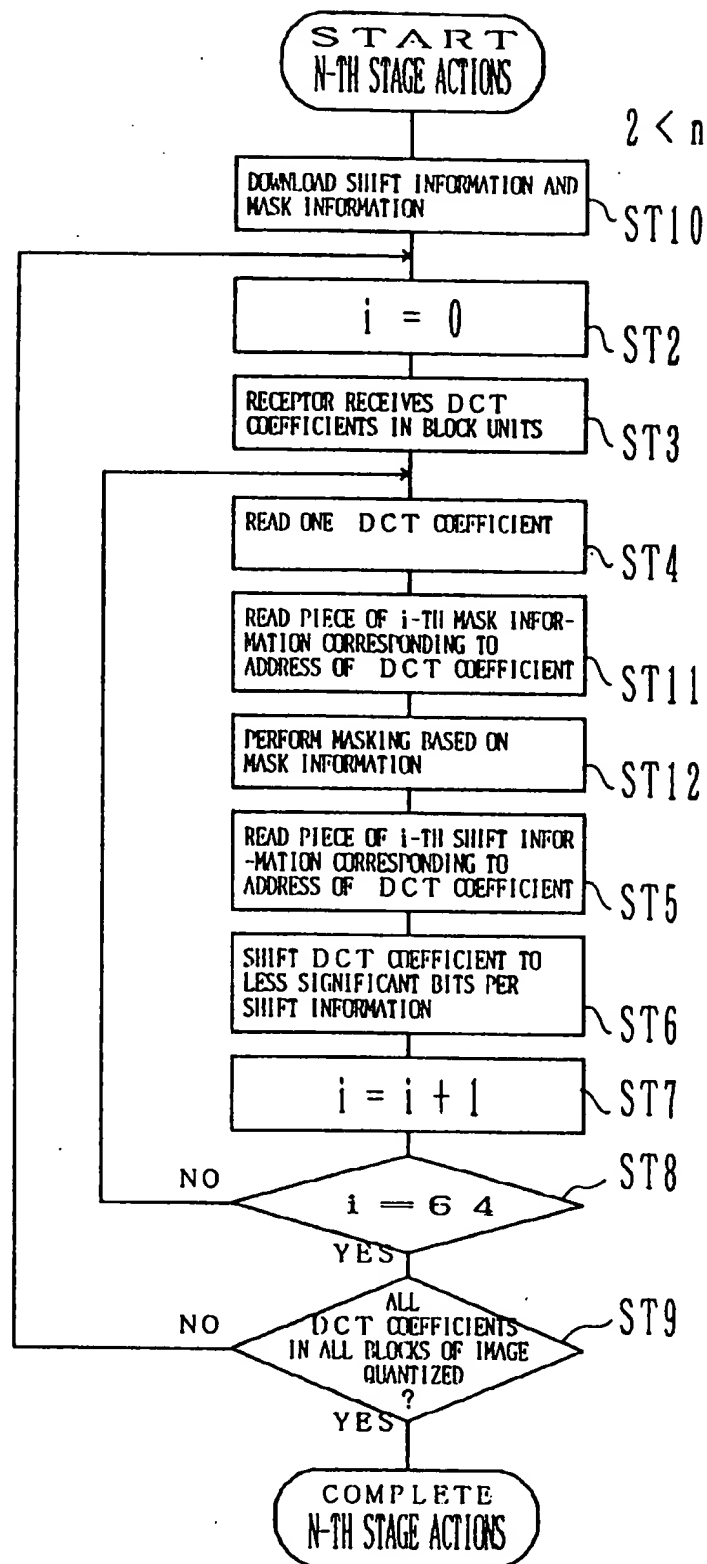 START
N-TH STAGE ACTIONS
2 < n
DOWNLOAD SHIFT INFORMATION AND
MASK INFORMATION
ST10
i = 0
ST2
RECEPTOR RECEIVES DCT
COEFFICIENTS IN BLOCK UNITS
ST3
READ ONE DCT COEFFICIENT
ST4
READ PIECE OF i-TH MASK INFOR-
MATION CORRESPONDING TO
ADDRESS OF DCT COEFFICIENT
ST11
PERFORM MASKING BASED ON
MASK INFORMATION
ST12
READ PIECE OF i-TH SHIFT INFOR
-MATION CORRESPONDING TO
ADDRESS OF DCT COEFFICIENT
ST5
SHIFT DCT COEFFICIENT TO
LESS SIGNIFICANT BITS PER
SHIFT INFORMATION
ST6
i = i + 1
ST7
NO
i = 64
ST8
YES
NO
ALL
DCT COEFFICIENTS
IN ALL BLOCKS OF IMAGE
QUANTIZED
?
ST9
YES
COMPLETE
N-TH STAGE ACTIONS